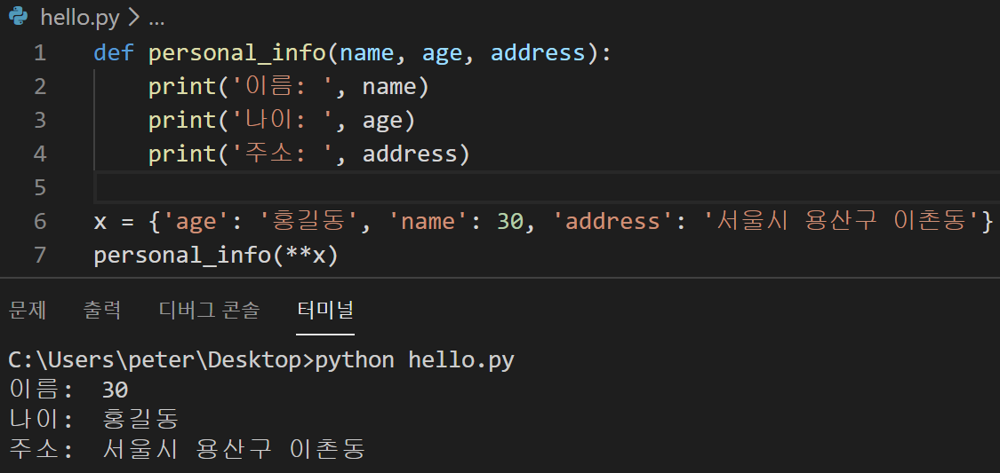 hello.py > ...
1 def personal_info(name, age, address):
2     print('이름: ', name)
3     print('나이: ', age)
4     print('주소: ', address)
5
6 x = {'age': '홍길동', 'name': 30, 'address': '서울시 용산구 이촌동'}
7 personal_info(**x)
문제 출력 디버그 콘솔 터미널
C:\Users\peter\Desktop>python hello.py
이름:  30
나이:  홍길동
주소:  서울시 용산구 이촌동